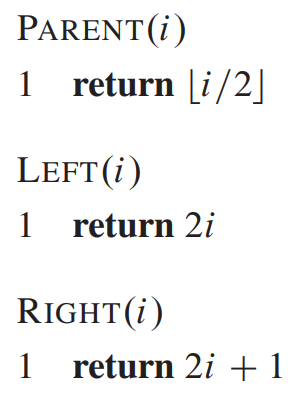 PARENT(i)
1 return ⌊i/2⌋
LEFT(i)
1 return 2i
RIGHT(i)
1 return 2i + 1